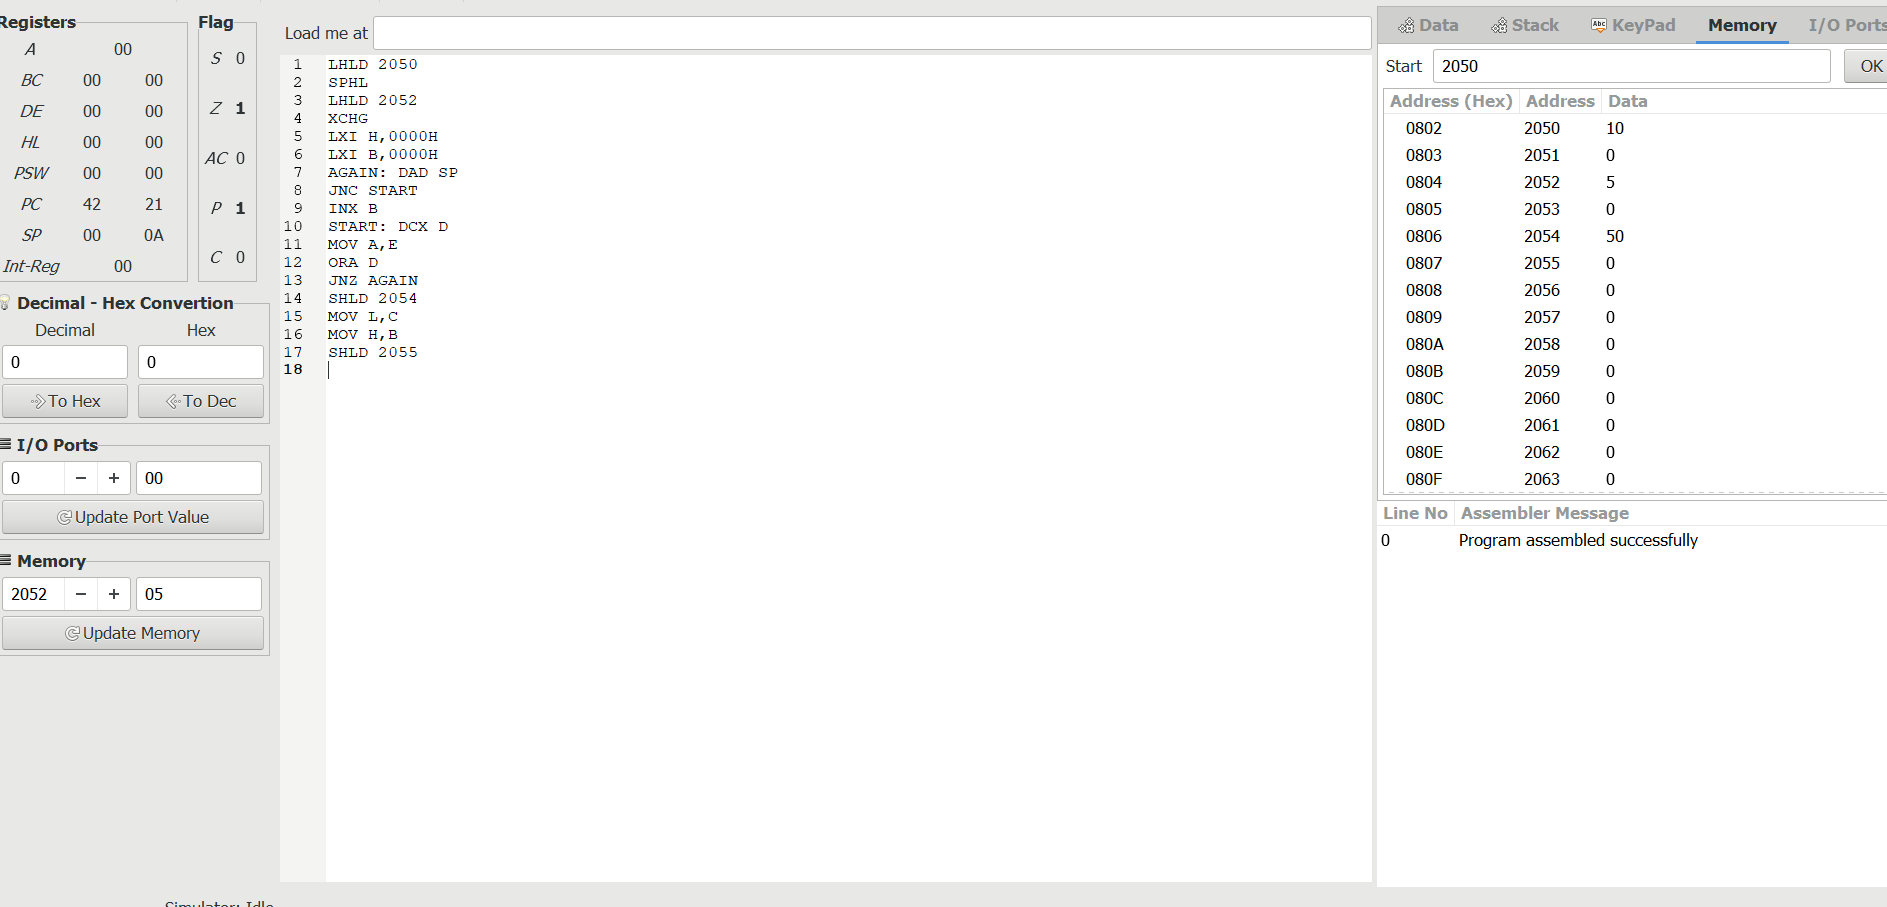 Registers
A 00
BC 00 00
DE 00 00
HL 00 00
PSW 00 00
PC 42 21
SP 00 0A
Int-Reg 00
Flag
S 0
Z 1
AC 0
P 1
C 0
Decimal - Hex Convertion
Decimal Hex
0 0
To Hex To Dec
I/O Ports
0 − + 00
Update Port Value
Memory
2052 − + 05
Update Memory
Load me at
1 LHLD 2050
2 SPHL
3 LHLD 2052
4 XCHG
5 LXI H,0000H
6 LXI B,0000H
7 AGAIN: DAD SP
8 JNC START
9 INX B
10 START: DCX D
11 MOV A,E
12 ORA D
13 JNZ AGAIN
14 SHLD 2054
15 MOV L,C
16 MOV H,B
17 SHLD 2055
18
Data Stack Abc KeyPad Memory I/O Ports
Start 2050 OK
Address (Hex) Address Data
0802 2050 10
0803 2051 0
0804 2052 5
0805 2053 0
0806 2054 50
0807 2055 0
0808 2056 0
0809 2057 0
080A 2058 0
080B 2059 0
080C 2060 0
080D 2061 0
080E 2062 0
080F 2063 0
Line No Assembler Message
0 Program assembled successfully
Simulator: Idle